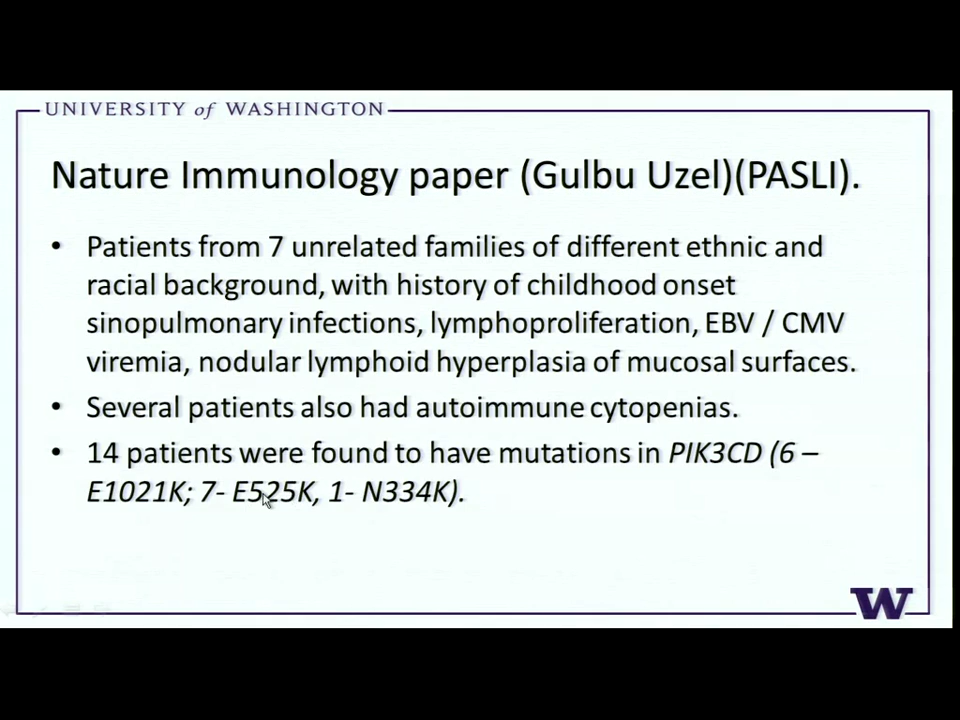 UNIVERSITY of WASHINGTON
Nature Immunology paper (Gulbu Uzel)(PASLI).
• Patients from 7 unrelated families of different ethnic and
racial background, with history of childhood onset
sinopulmonary infections, lymphoproliferation, EBV / CMV
viremia, nodular lymphoid hyperplasia of mucosal surfaces.
• Several patients also had autoimmune cytopenias.
• 14 patients were found to have mutations in PIK3CD (6 –
E1021K; 7- E525K, 1- N334K).
W